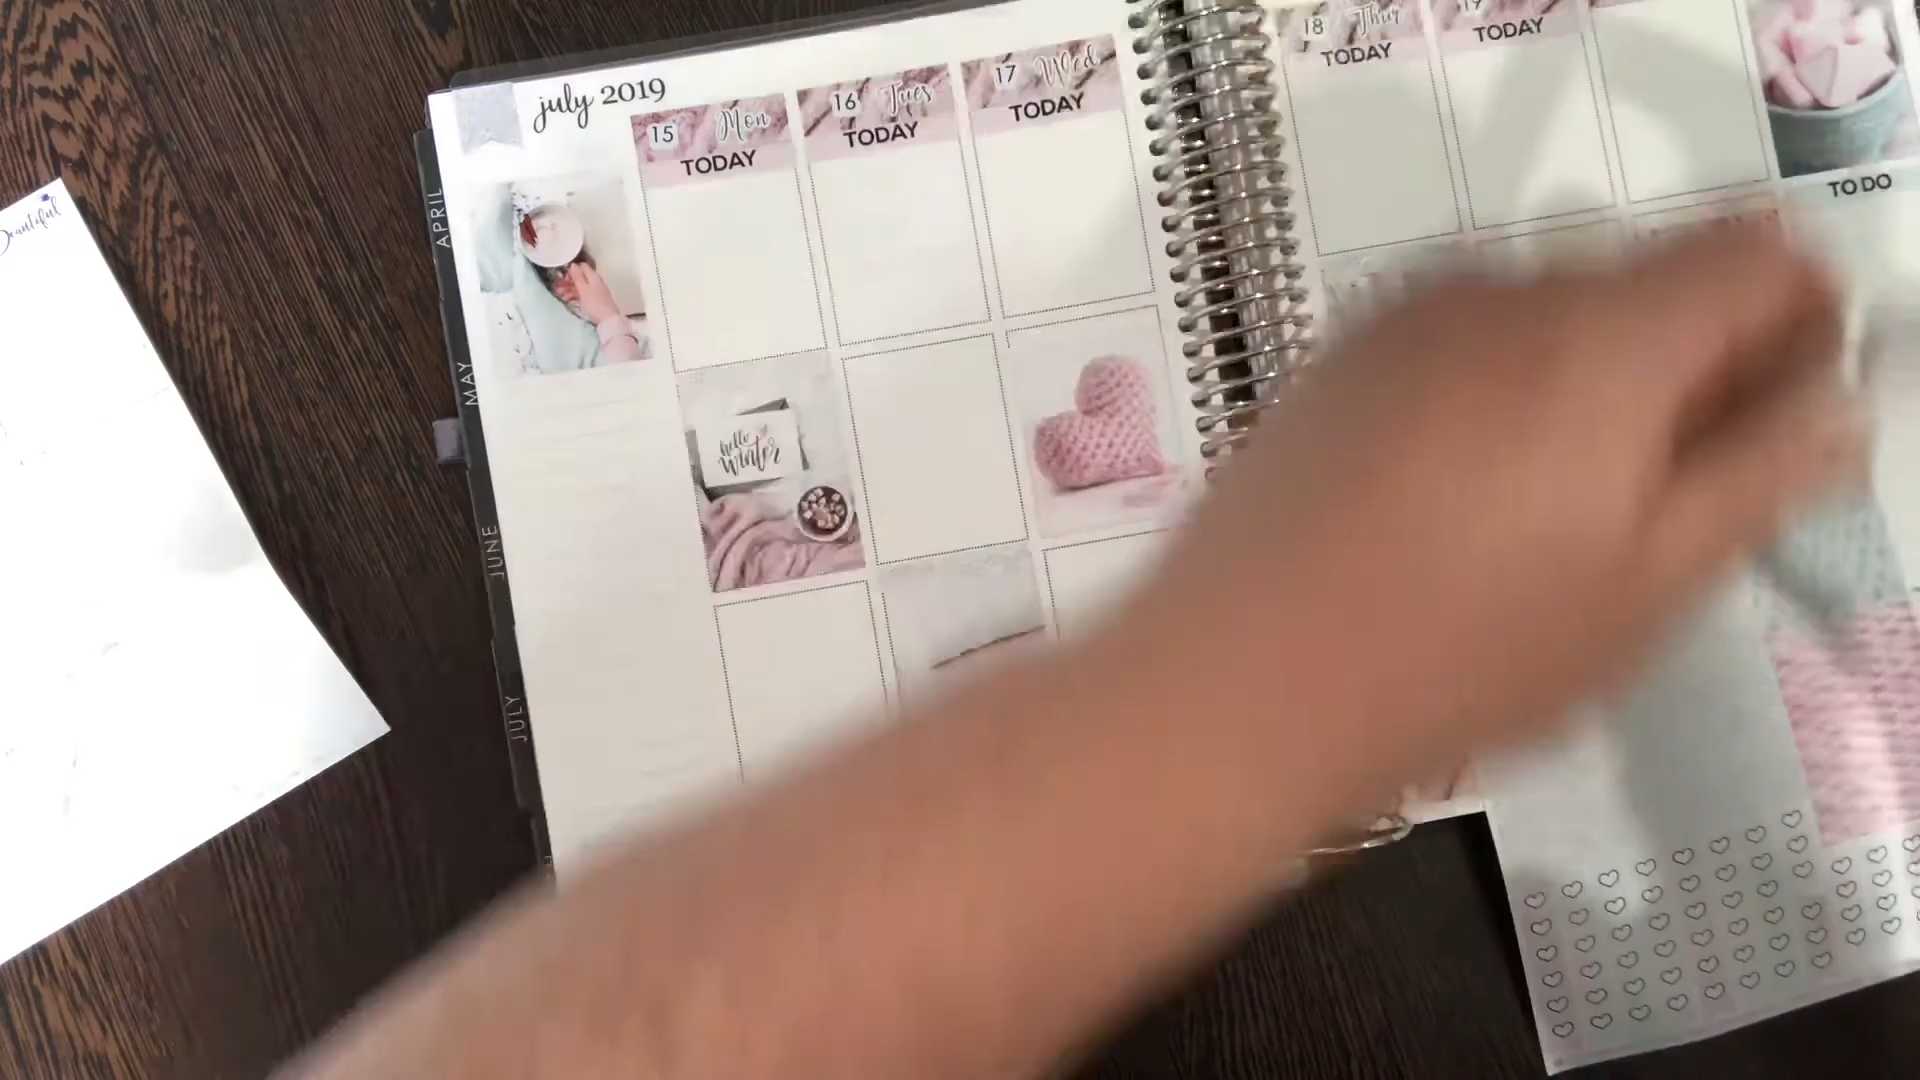 july 2019
15 Mon
TODAY
16 Tues
TODAY
17 Wed
TODAY
18 Thur
TODAY
19
TODAY
TO DO
hello
winter
APRIL
MAY
JUNE
JULY
Beautiful